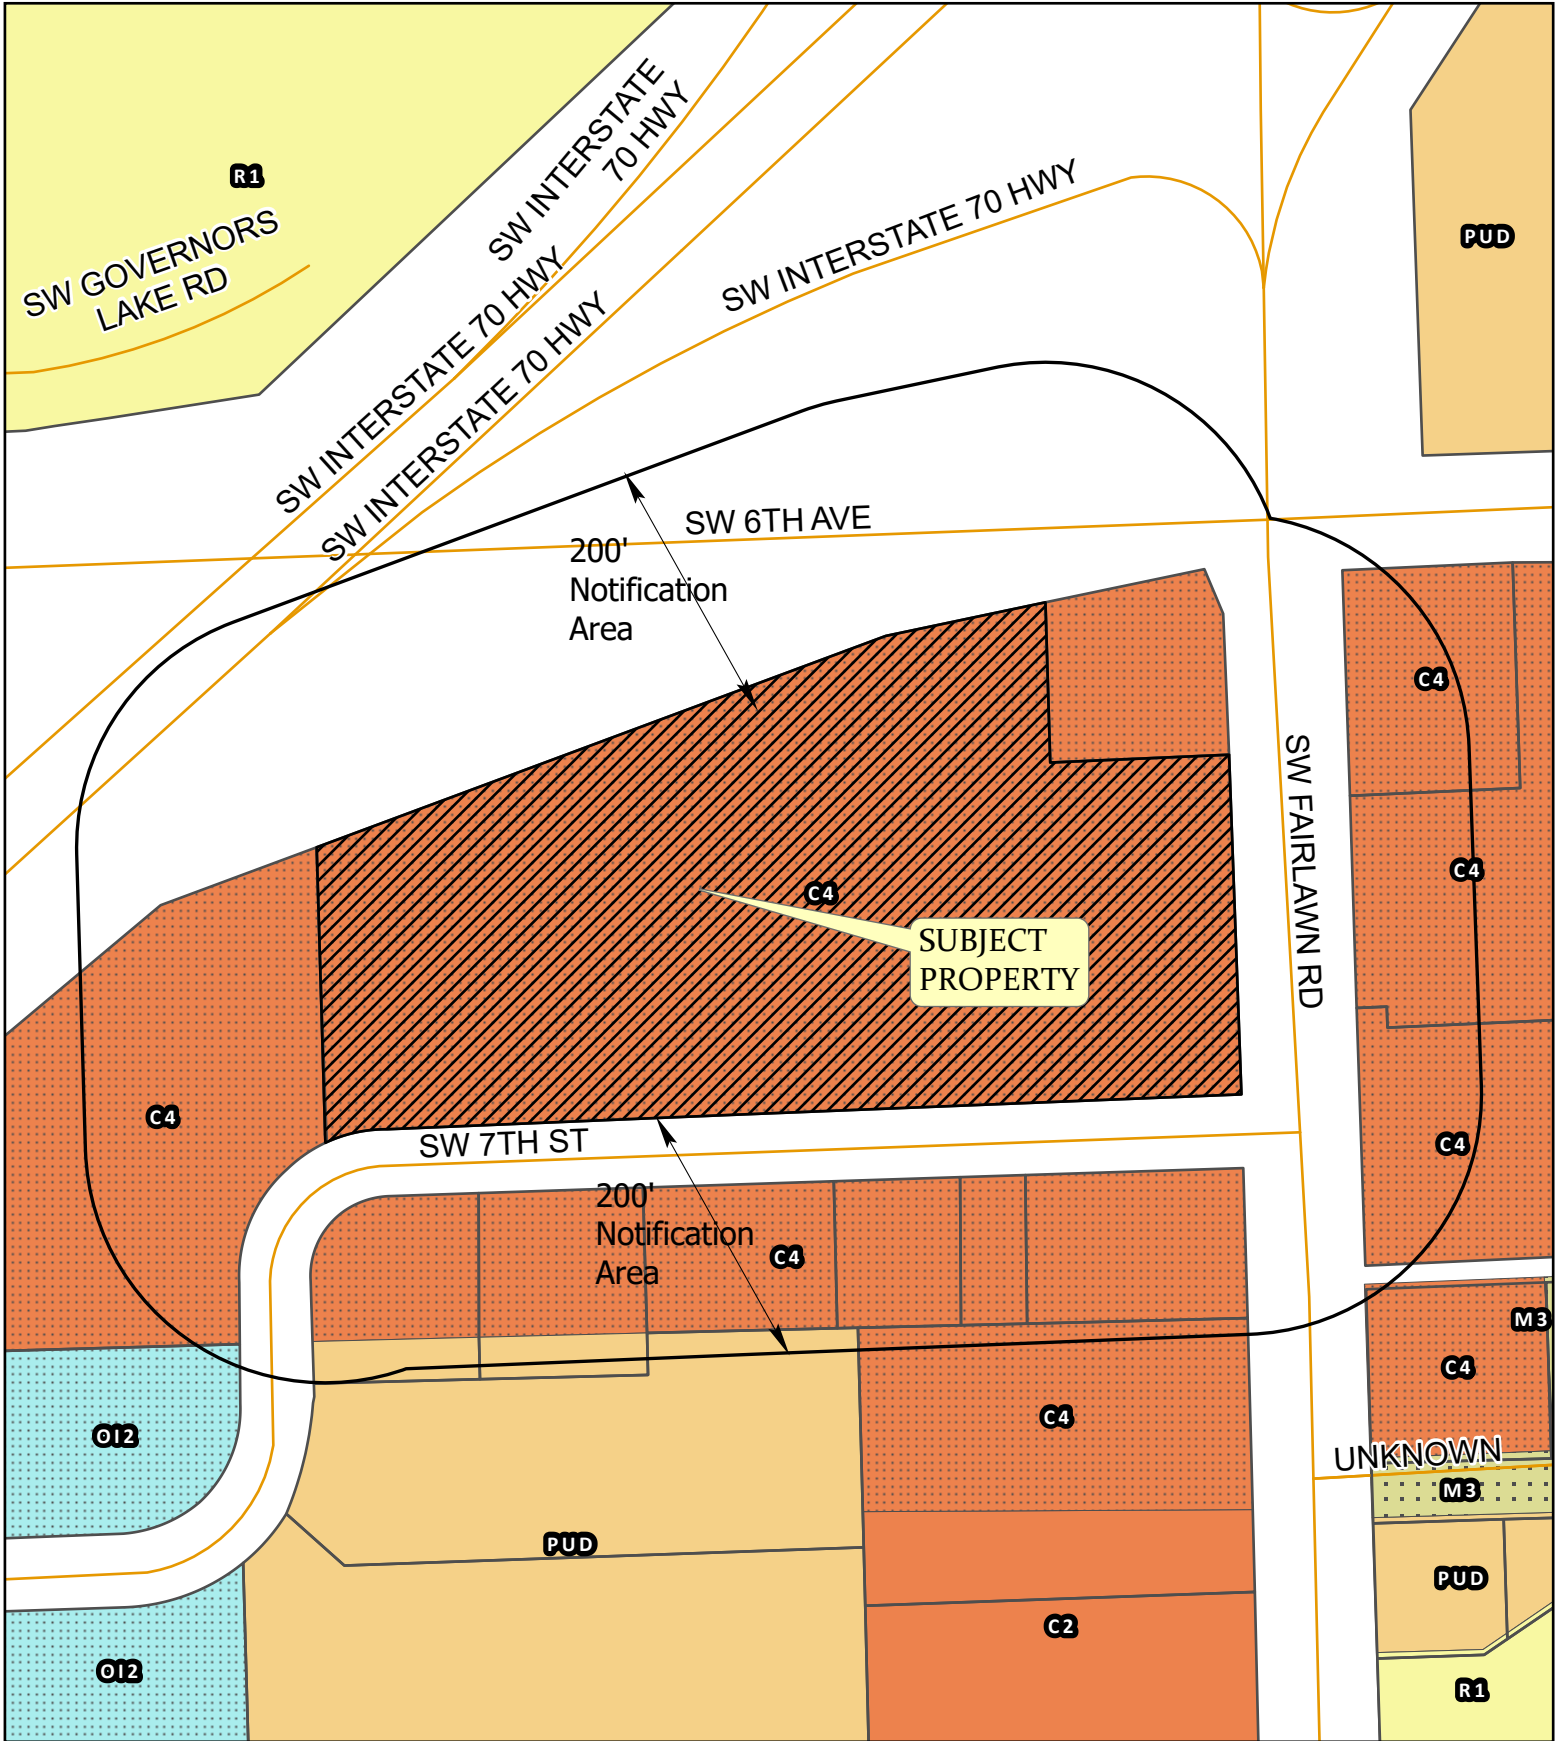 SW INTERSTATE
70 HWY
R1
SW INTERSTATE 70 HWY
SW GOVERNORS
LAKE RD
PUD
SW INTERSTATE 70 HWY
SW INTERSTATE 70 HWY
SW 6TH AVE
200'
Notification
Area
C4
SW FAIRLAWN RD
C4
C4
SUBJECT
PROPERTY
C4
SW 7TH ST
C4
200'
Notification
Area
C4
M3
C4
C4
OI2
UNKNOWN
M3
PUD
PUD
C2
OI2
R1